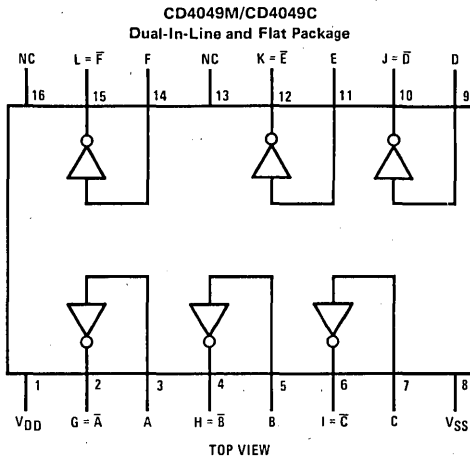 CD4049M/CD4049C
Dual-In-Line and Flat Package
NC L = F̅ F NC K = E̅ E J = D̅ D
16 15 14 13 12 11 10 9
1 2 3 4 5 6 7 8
VDD G = A̅ A H = B̅ B I = C̅ C VSS
TOP VIEW